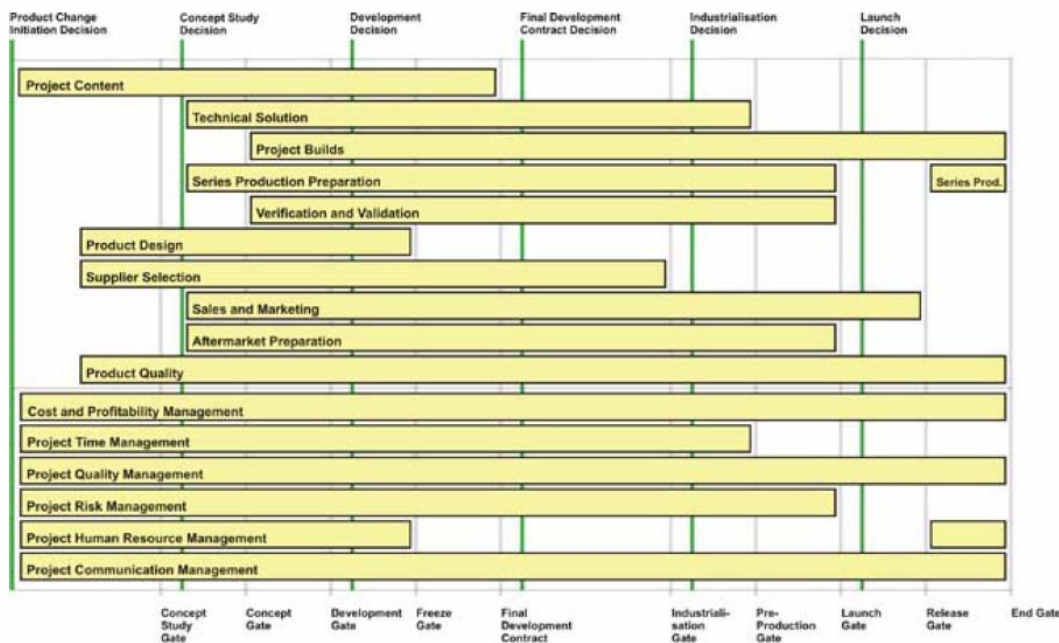 Product Change
Initiation Decision
Concept Study
Decision
Development
Decision
Final Development
Contract Decision
Industrialisation
Decision
Launch
Decision
Project Content
Technical Solution
Project Builds
Series Production Preparation
Series Prod.
Verification and Validation
Product Design
Supplier Selection
Sales and Marketing
Aftermarket Preparation
Product Quality
Cost and Profitability Management
Project Time Management
Project Quality Management
Project Risk Management
Project Human Resource Management
Project Communication Management
Concept
Study
Gate
Concept
Gate
Development
Gate
Freeze
Gate
Final
Development
Contract
Industriali-
sation
Gate
Pre-
Production
Gate
Launch
Gate
Release
Gate
End Gate